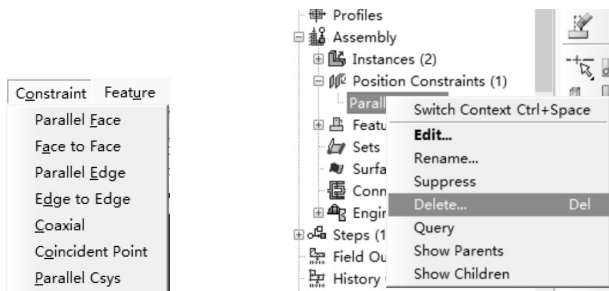 Constraint Feature
Parallel Face
Face to Face
Parallel Edge
Edge to Edge
Coaxial
Coincident Point
Parallel Csys
Profiles
Assembly
Instances (2)
Position Constraints (1)
Parall
Switch Context Ctrl+Space
Featu
Edit...
Sets
Rename...
Surfa
Suppress
Conn
Delete... Del
Engir
Query
Steps (1
Show Parents
Field Ou
Show Children
History